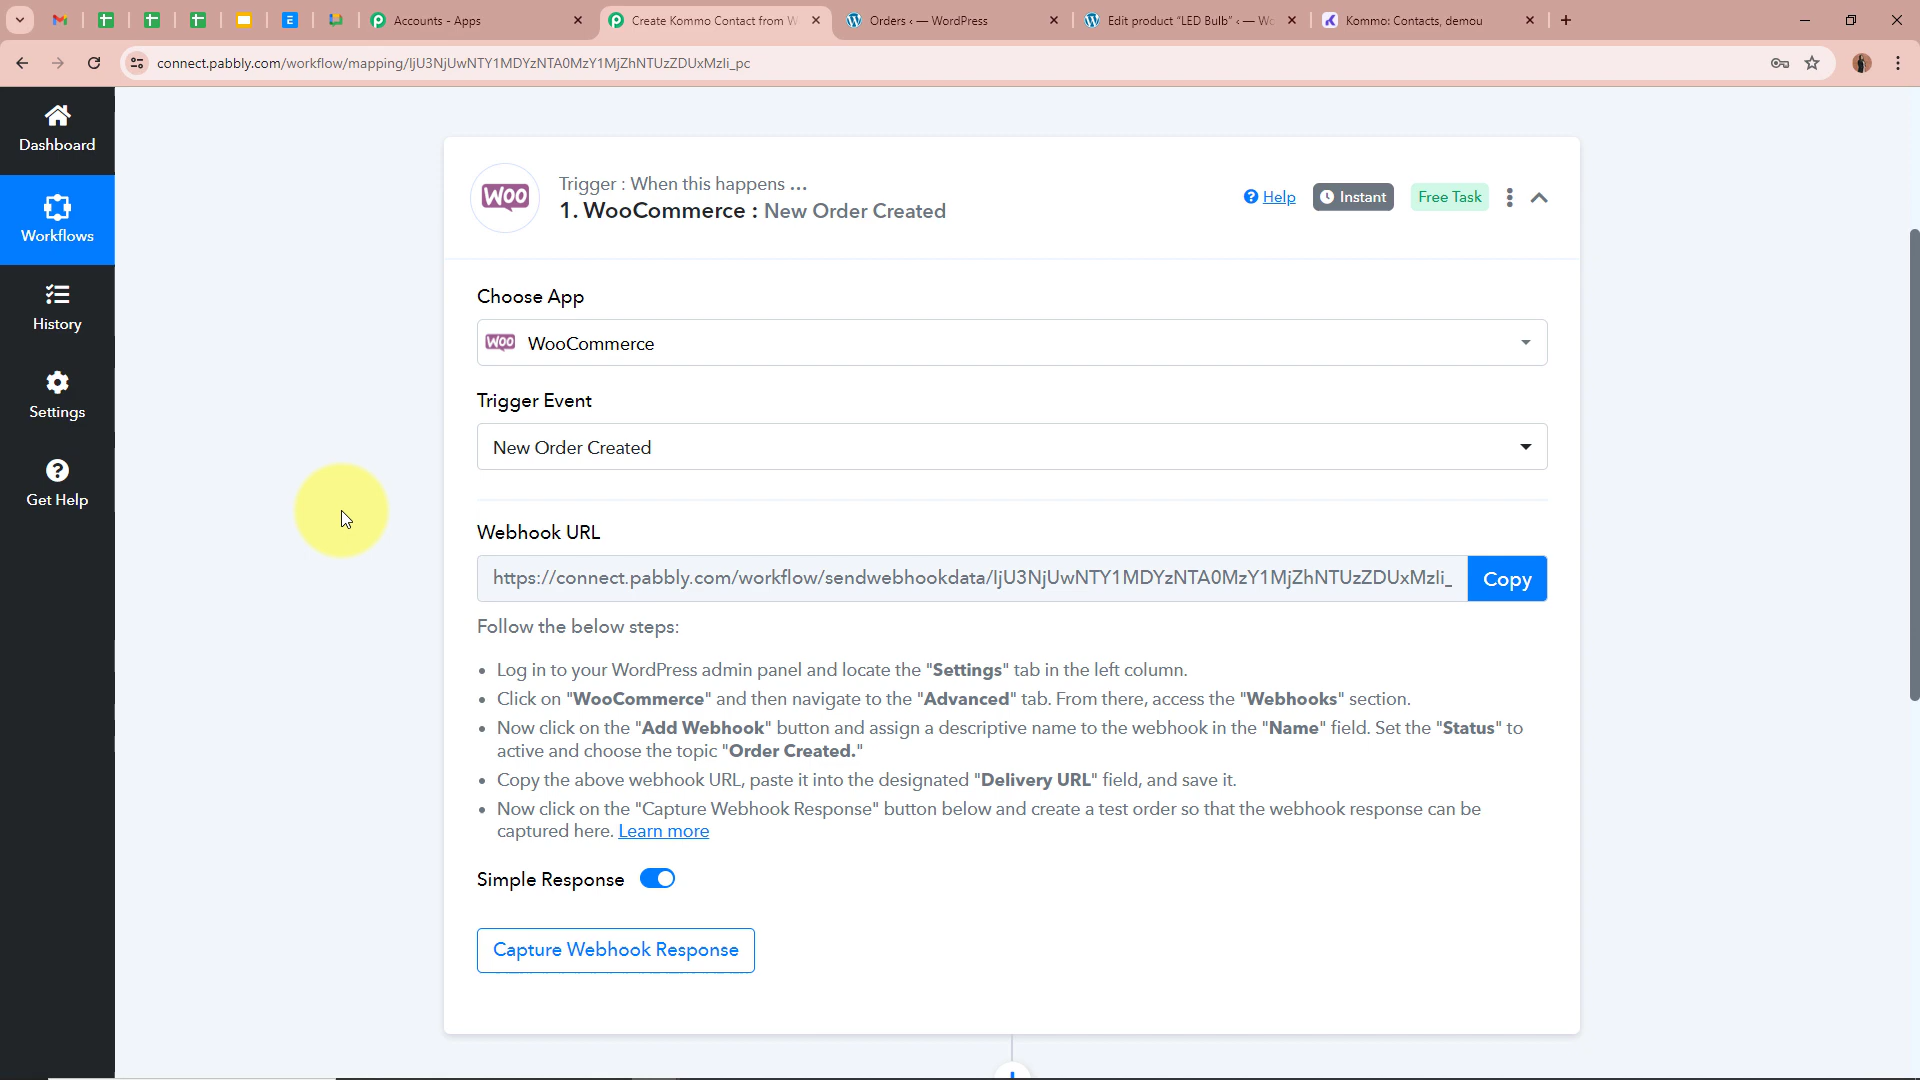 Accounts - Apps
Create Kommo Contact from W
Orders ‹ — WordPress
Edit product “LED Bulb” ‹ — Wo
Kommo: Contacts, demou
connect.pabbly.com/workflow/mapping/IjU3NjUwNTY1MDYzNTA0MzY1MjZhNTUzZDUxMzIi_pc
Dashboard
Workflows
History
Settings
Get Help
WOO
Trigger : When this happens ...
1. WooCommerce : New Order Created
Help
Instant
Free Task
Choose App
WOO
WooCommerce
Trigger Event
New Order Created
Webhook URL
https://connect.pabbly.com/workflow/sendwebhookdata/IjU3NjUwNTY1MDYzNTA0MzY1MjZhNTUzZDUxMzIi_
Copy
Follow the below steps:
• Log in to your WordPress admin panel and locate the "Settings" tab in the left column.
• Click on "WooCommerce" and then navigate to the "Advanced" tab. From there, access the "Webhooks" section.
• Now click on the "Add Webhook" button and assign a descriptive name to the webhook in the "Name" field. Set the "Status" to
active and choose the topic "Order Created."
• Copy the above webhook URL, paste it into the designated "Delivery URL" field, and save it.
• Now click on the "Capture Webhook Response" button below and create a test order so that the webhook response can be
captured here. Learn more
Simple Response
Capture Webhook Response